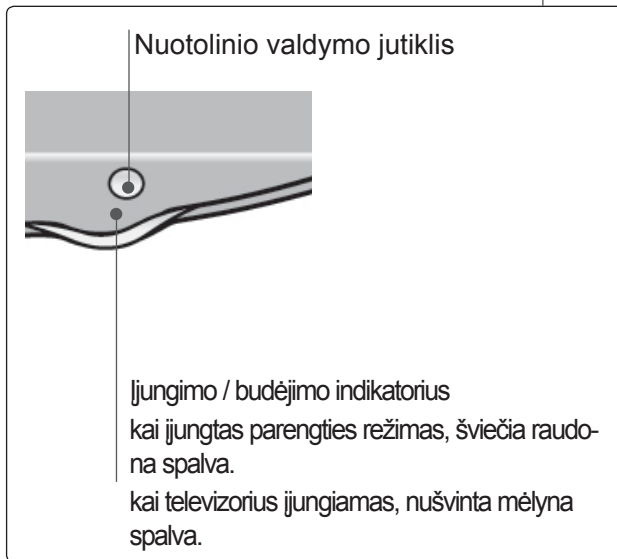 Nuotolinio valdymo jutiklis
Įjungimo / budėjimo indikatorius
kai įjungtas parengties režimas, šviečia raudo-
na spalva.
kai televizorius įjungiamas, nušvinta mėlyna
spalva.